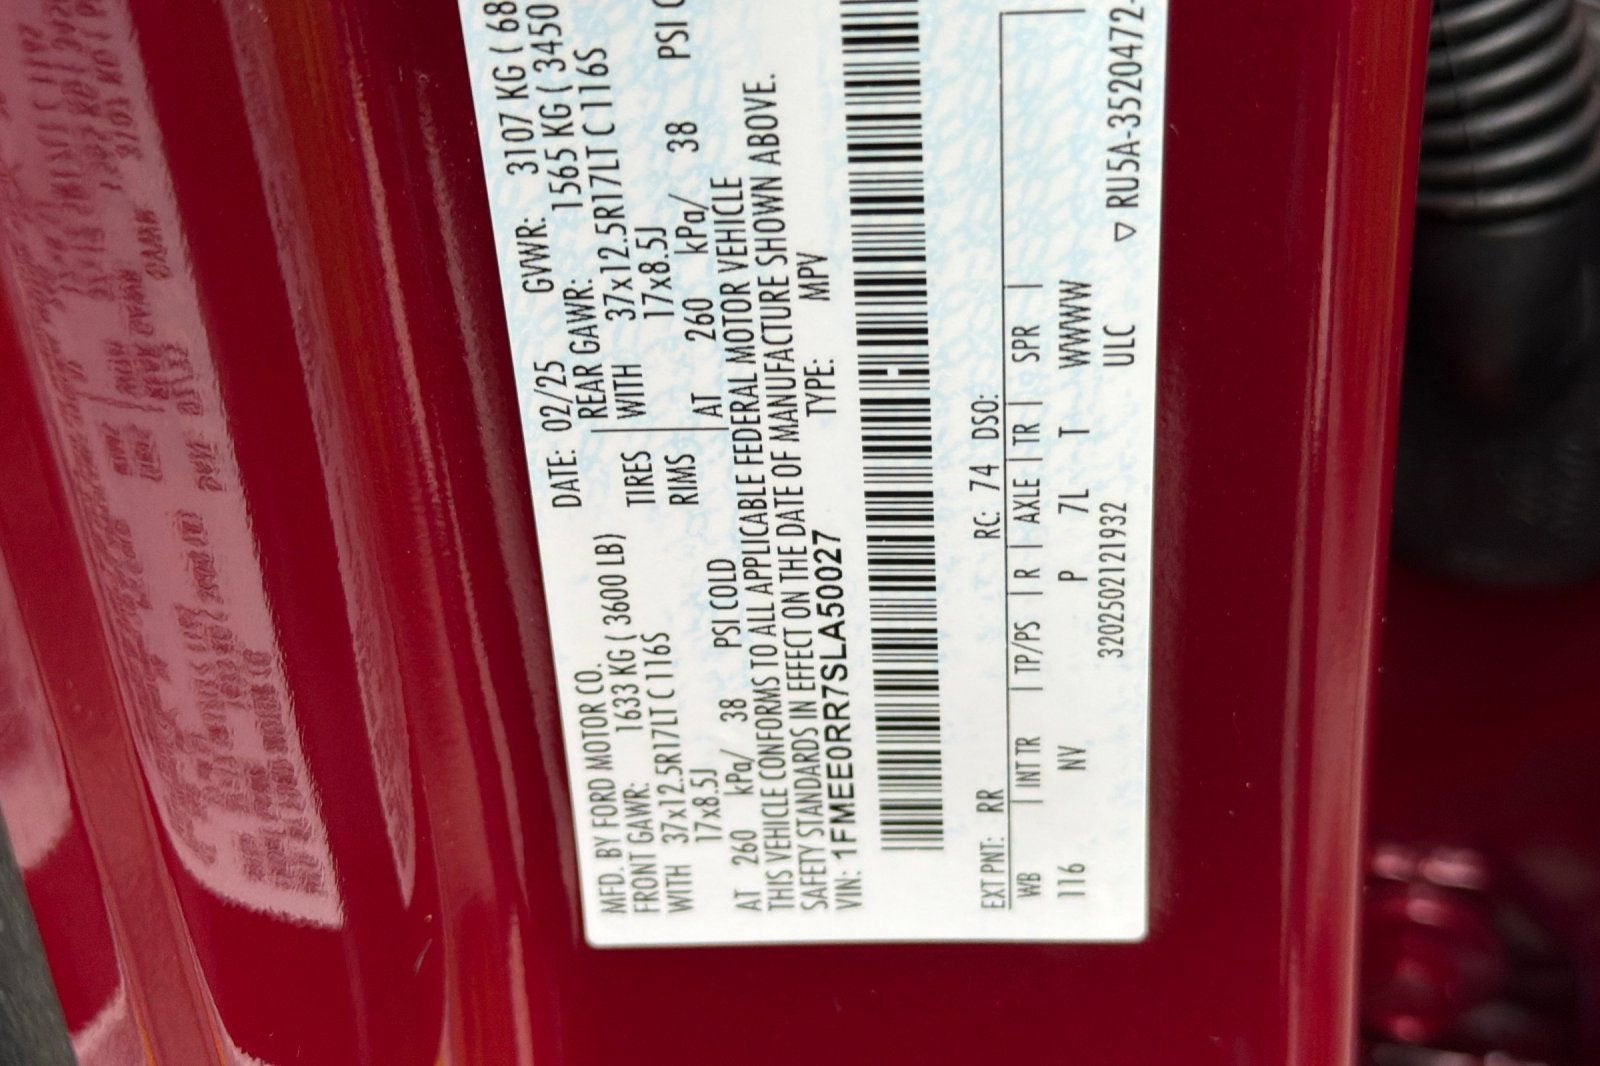 MFD. BY FORD MOTOR CO.
DATE: 02/25 GVWR: 3107 KG ( 68
FRONT GAWR: 1633 KG ( 3600 LB)
REAR GAWR: 1565 KG ( 3450
WITH 37x12.5R17LT C 116S TIRES
WITH 37x12.5R17LT C 116S
17x8.5J RIMS
17x8.5J
AT 260 kPa/ 38 PSI COLD
AT 260 kPa/ 38 PSI C
THIS VEHICLE CONFORMS TO ALL APPLICABLE FEDERAL MOTOR VEHICLE
SAFETY STANDARDS IN EFFECT ON THE DATE OF MANUFACTURE SHOWN ABOVE.
VIN: 1FMEE0RR7SLA50027 TYPE: MPV
EXT PNT: RR RC: 74 DSO:
WB | INT TR | TP/PS | R | AXLE | TR | SPR |
116 NV P 7L T WWWW
320250212 1932 ULC ▽ RU5A-3520472-